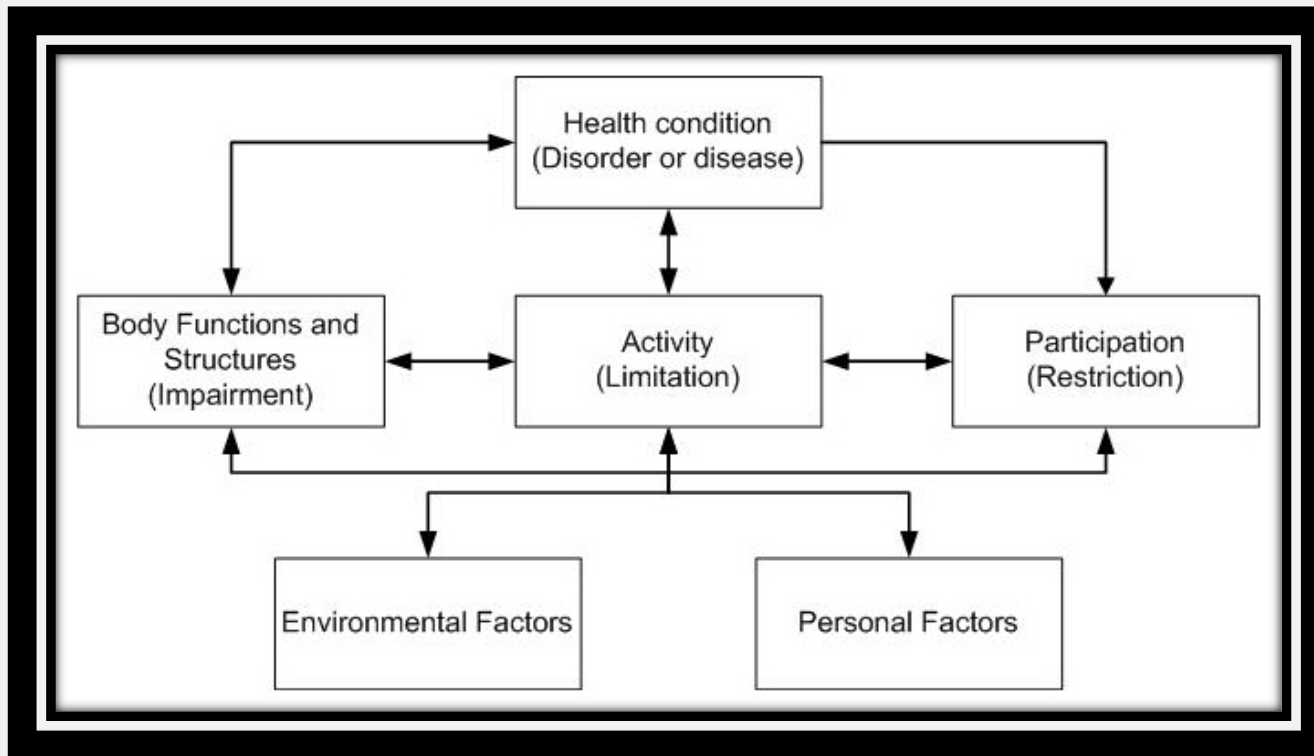 Health condition
(Disorder or disease)
Body Functions and
Structures
(Impairment)
Activity
(Limitation)
Participation
(Restriction)
Environmental Factors
Personal Factors